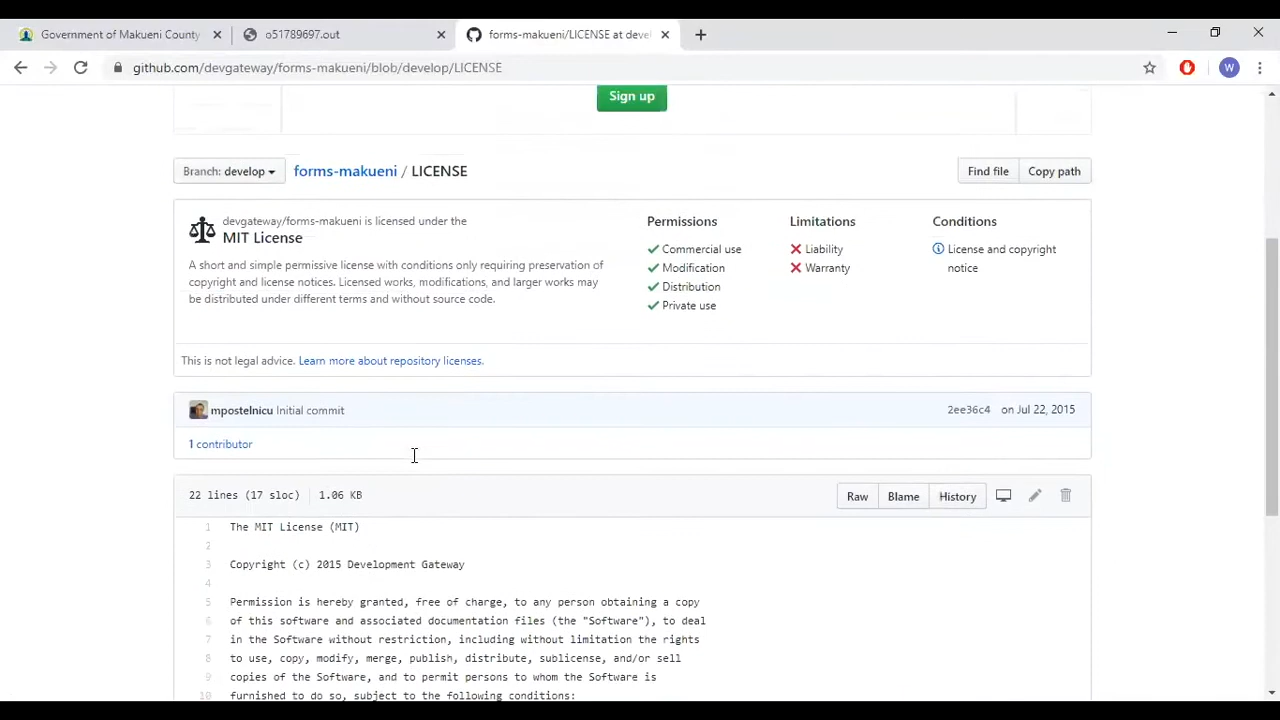 Government of Makueni County
o51789697.out
forms-makueni/LICENSE at deve
github.com/devgateway/forms-makueni/blob/develop/LICENSE
W
Sign up
Branch: develop
forms-makueni / LICENSE
Find file
Copy path
devgateway/forms-makueni is licensed under the
MIT License
A short and simple permissive license with conditions only requiring preservation of
copyright and license notices. Licensed works, modifications, and larger works may
be distributed under different terms and without source code.
Permissions
Commercial use
Modification
Distribution
Private use
Limitations
Liability
Warranty
Conditions
License and copyright
notice
This is not legal advice. Learn more about repository licenses.
mpostelnicu Initial commit
2ee36c4 on Jul 22, 2015
1 contributor
22 lines (17 sloc) 1.06 KB
Raw
Blame
History
1 The MIT License (MIT)
2
3 Copyright (c) 2015 Development Gateway
4
5 Permission is hereby granted, free of charge, to any person obtaining a copy
6 of this software and associated documentation files (the "Software"), to deal
7 in the Software without restriction, including without limitation the rights
8 to use, copy, modify, merge, publish, distribute, sublicense, and/or sell
9 copies of the Software, and to permit persons to whom the Software is
10 furnished to do so, subject to the following conditions: